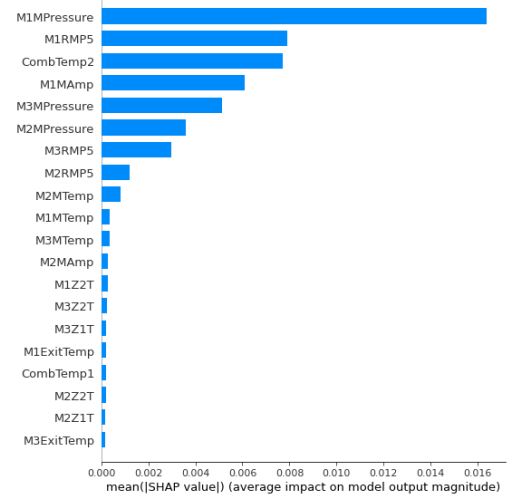 M1MPressure
M1RMP5
CombTemp2
M1MAmp
M3MPressure
M2MPressure
M3RMP5
M2RMP5
M2MTemp
M1MTemp
M3MTemp
M2MAmp
M1Z2T
M3Z2T
M3Z1T
M1ExitTemp
CombTemp1
M2Z2T
M2Z1T
M3ExitTemp
0.000 0.002 0.004 0.006 0.008 0.010 0.012 0.014 0.016
mean(|SHAP value|) (average impact on model output magnitude)